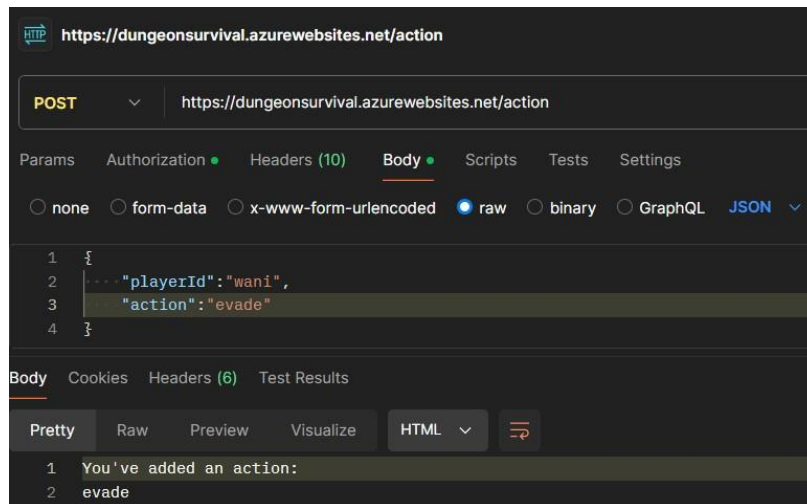 HTTP https://dungeonsurvival.azurewebsites.net/action
POST https://dungeonsurvival.azurewebsites.net/action
Params Authorization Headers (10) Body Scripts Tests Settings
none form-data x-www-form-urlencoded raw binary GraphQL JSON
1 {
2 ····"playerId":"wani",
3 ····"action":"evade"
4 }
Body Cookies Headers (6) Test Results
Pretty Raw Preview Visualize HTML
1 You've added an action:
2 evade